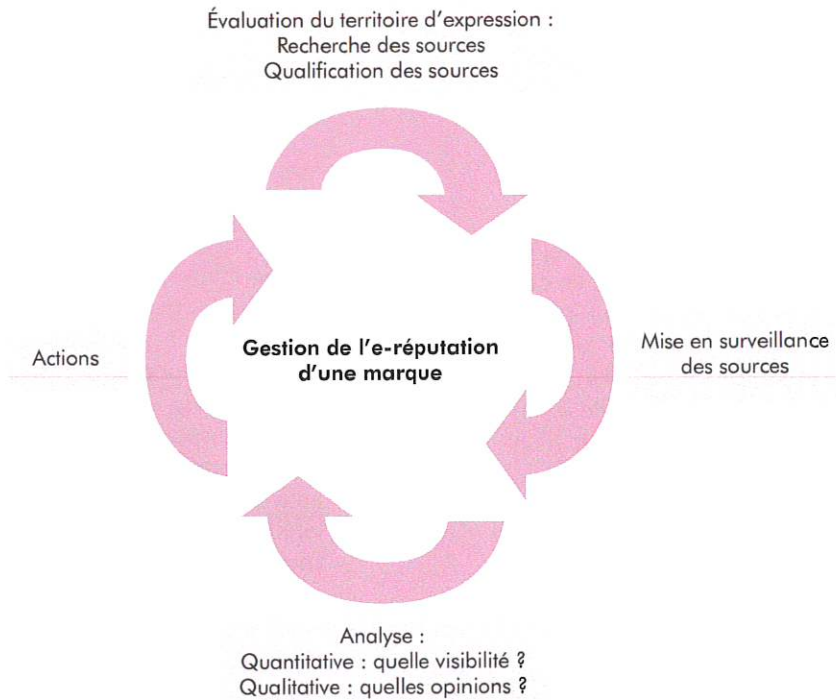 Évaluation du territoire d'expression :
Recherche des sources
Qualification des sources
Mise en surveillance
des sources
Analyse :
Quantitative : quelle visibilité ?
Qualitative : quelles opinions ?
Actions
Gestion de l'e-réputation
d'une marque